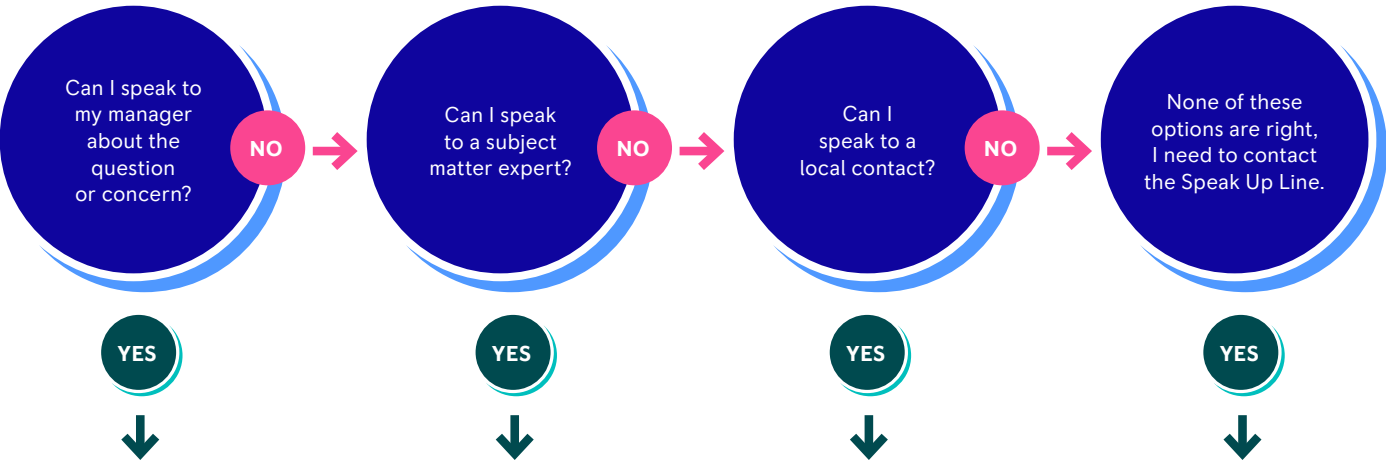 Can I speak to
my manager
about the
question
or concern?
NO
Can I speak
to a subject
matter expert?
NO
Can I
speak to a
local contact?
NO
None of these
options are right,
I need to contact
the Speak Up Line.
YES
YES
YES
YES